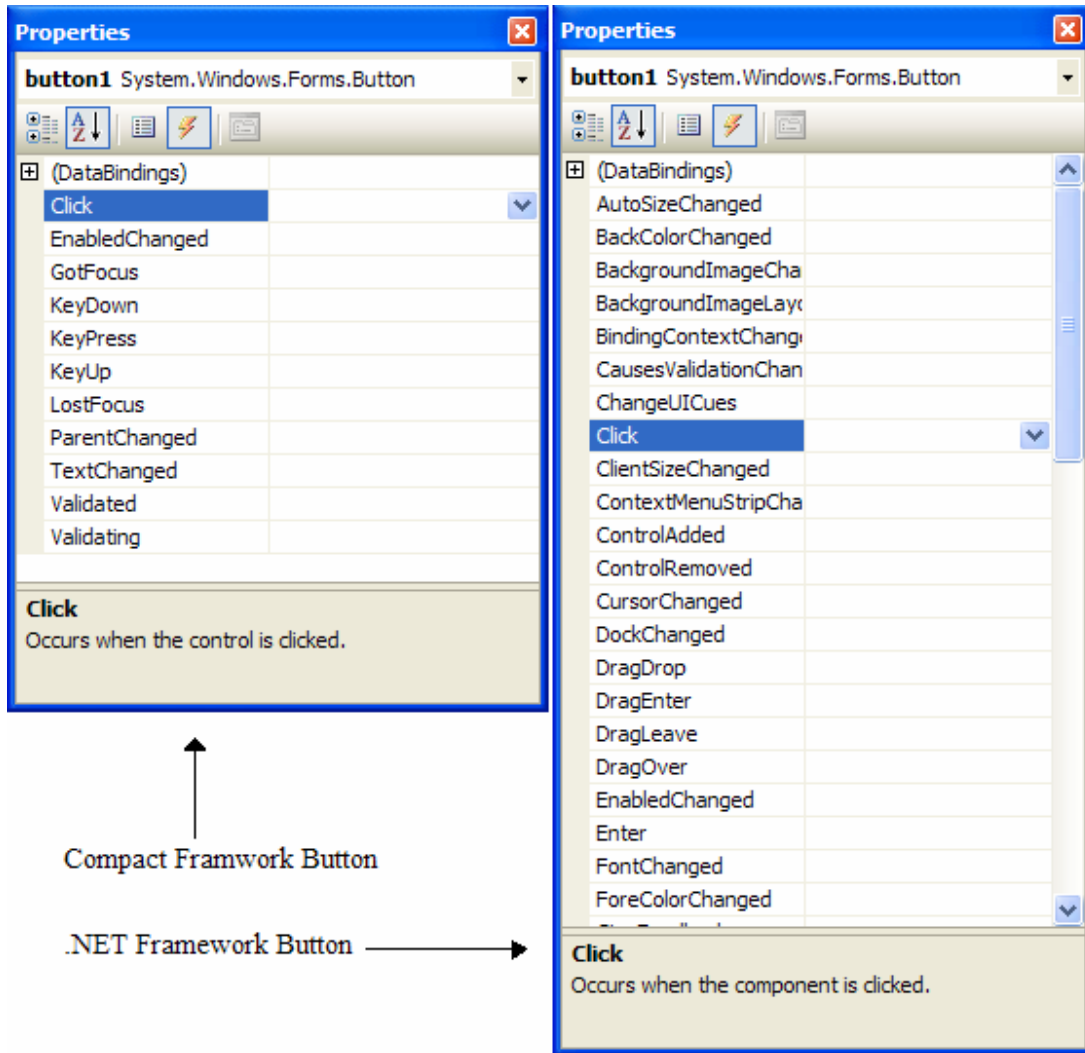 Properties
button1 System.Windows.Forms.Button
(DataBindings)
Click
EnabledChanged
GotFocus
KeyDown
KeyPress
KeyUp
LostFocus
ParentChanged
TextChanged
Validated
Validating
Click
Occurs when the control is clicked.
Compact Framwork Button
.NET Framework Button
Properties
button1 System.Windows.Forms.Button
(DataBindings)
AutoSizeChanged
BackColorChanged
BackgroundImageCha
BackgroundImageLay
BindingContextChang
CausesValidationChan
ChangeUICues
Click
ClientSizeChanged
ContextMenuStripCha
ControlAdded
ControlRemoved
CursorChanged
DockChanged
DragDrop
DragEnter
DragLeave
DragOver
EnabledChanged
Enter
FontChanged
ForeColorChanged
Click
Occurs when the component is clicked.